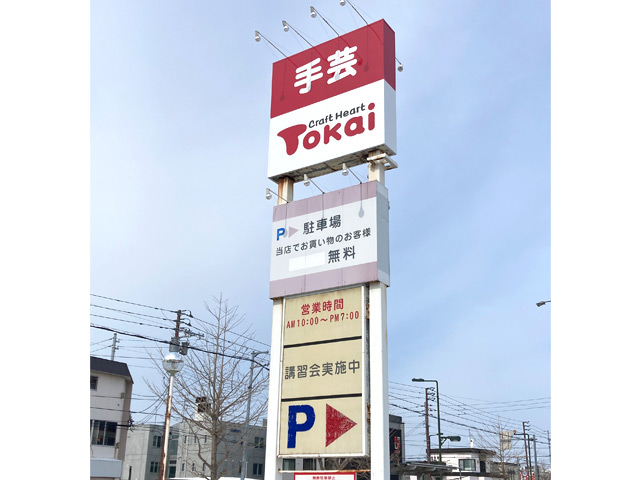 手芸
Craft Heart
Tokai
P 駐車場
当店でお買い物のお客様
無料
営業時間
AM10:00～PM7:00
講習会実施中
P